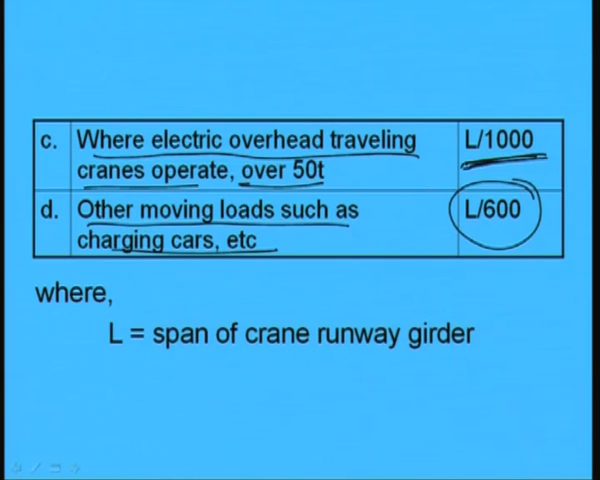 c. Where electric overhead traveling L/1000
cranes operate, over 50t
d. Other moving loads such as L/600
charging cars, etc
where,
L = span of crane runway girder